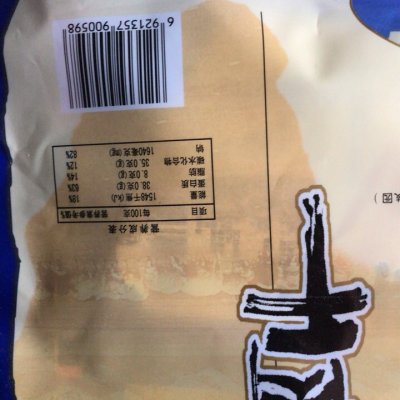 营养成分表
项目 每100克 营养素参考值%
能量 1548千焦(kJ) 18%
蛋白质 38.0克(g) 63%
脂肪 8.0克(g) 14%
碳水化合物 35.0克(g) 12%
钠 1640毫克(mg) 82%
6 921357 900598